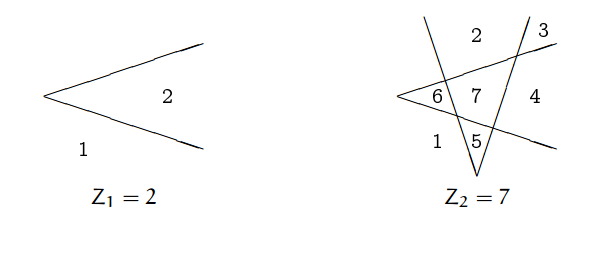 2 3
2 6 7 4
1 1 5
Z₁ = 2 Z₂ = 7